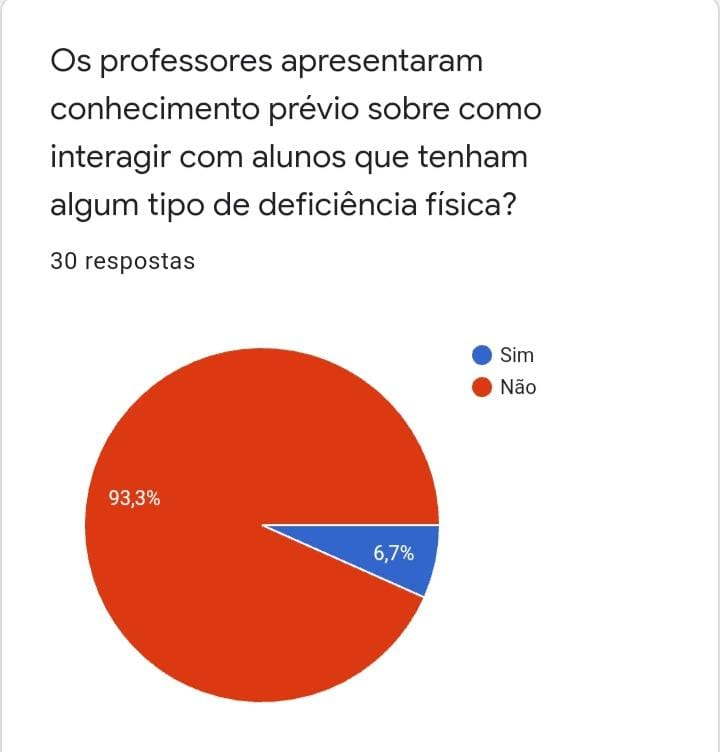 Os professores apresentaram
conhecimento prévio sobre como
interagir com alunos que tenham
algum tipo de deficiência física?
30 respostas
Sim
Não
93,3%
6,7%